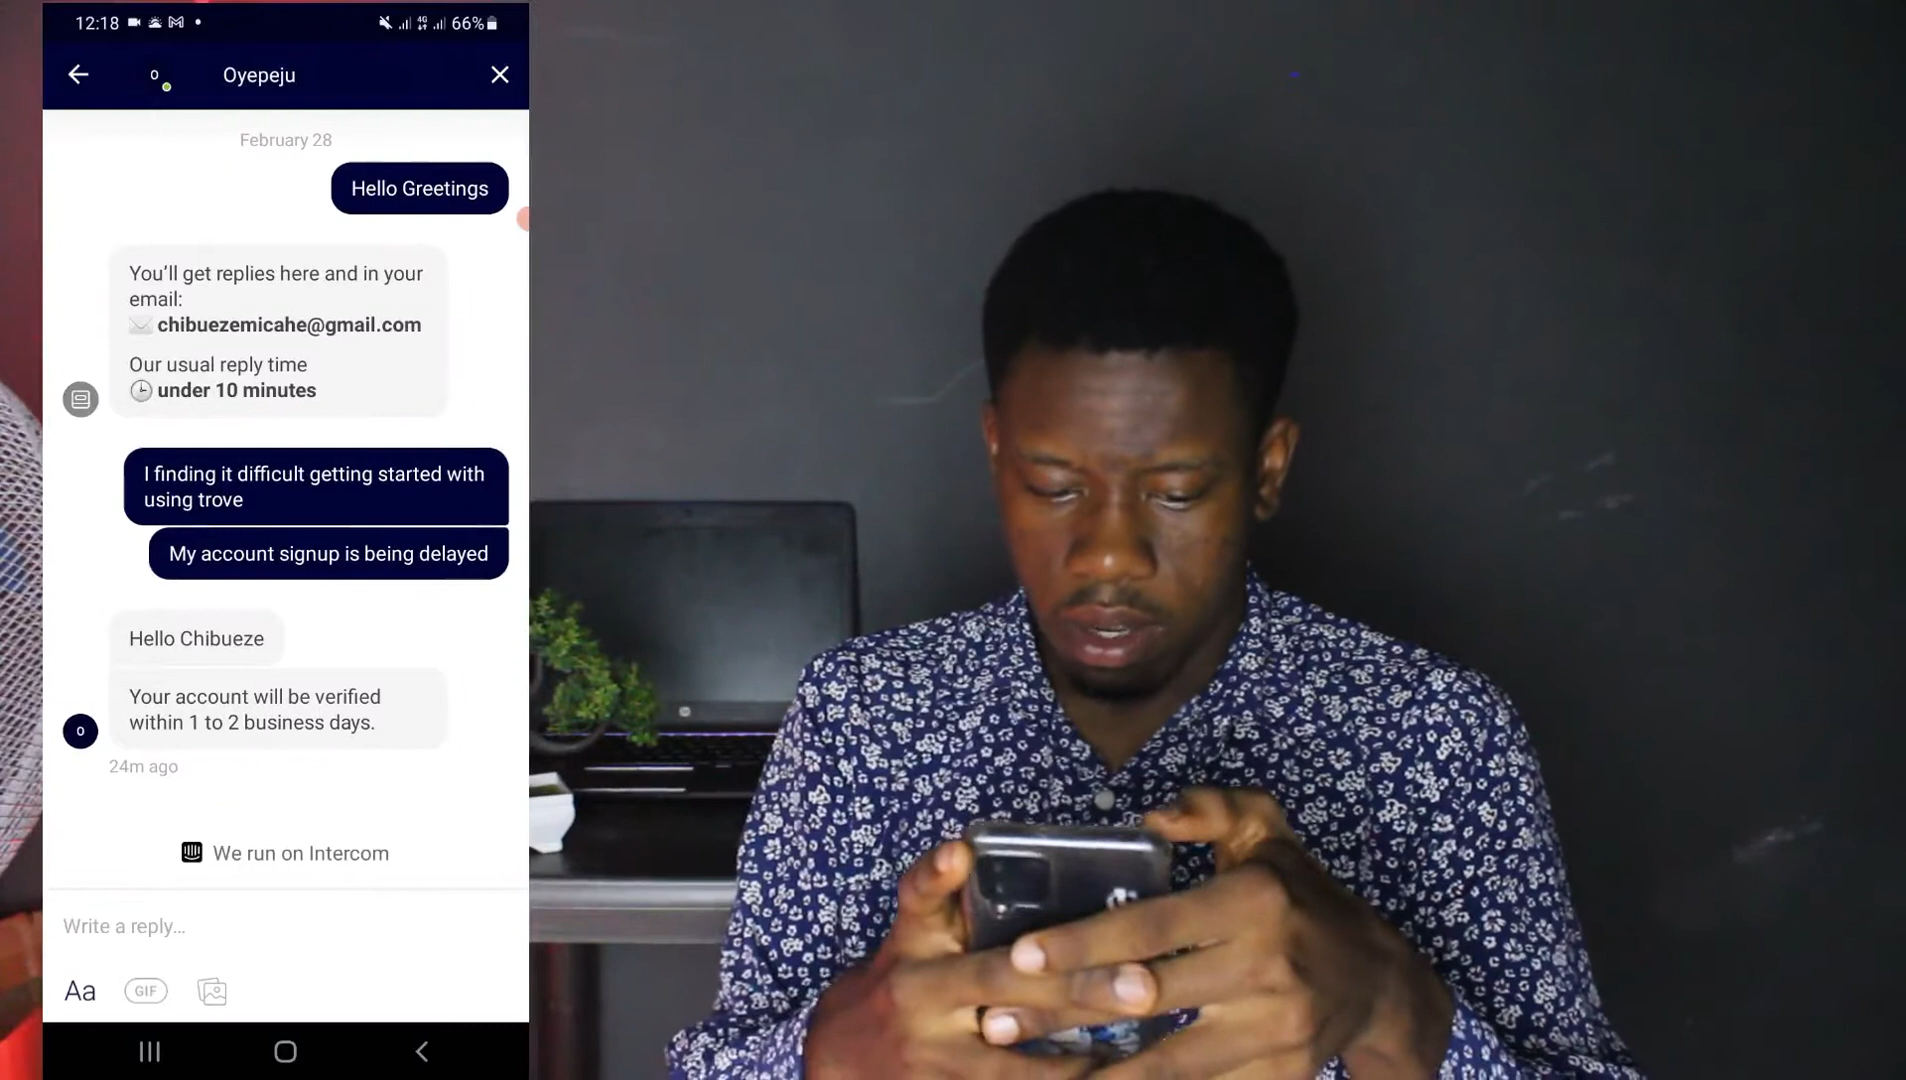 12:18
4G
66%
O
Oyepeju
February 28
Hello Greetings
You'll get replies here and in your
email:
chibuezemicahe@gmail.com
Our usual reply time
under 10 minutes
I finding it difficult getting started with
using trove
My account signup is being delayed
Hello Chibueze
Your account will be verified
within 1 to 2 business days.
O
24m ago
We run on Intercom
Write a reply...
Aa
GIF